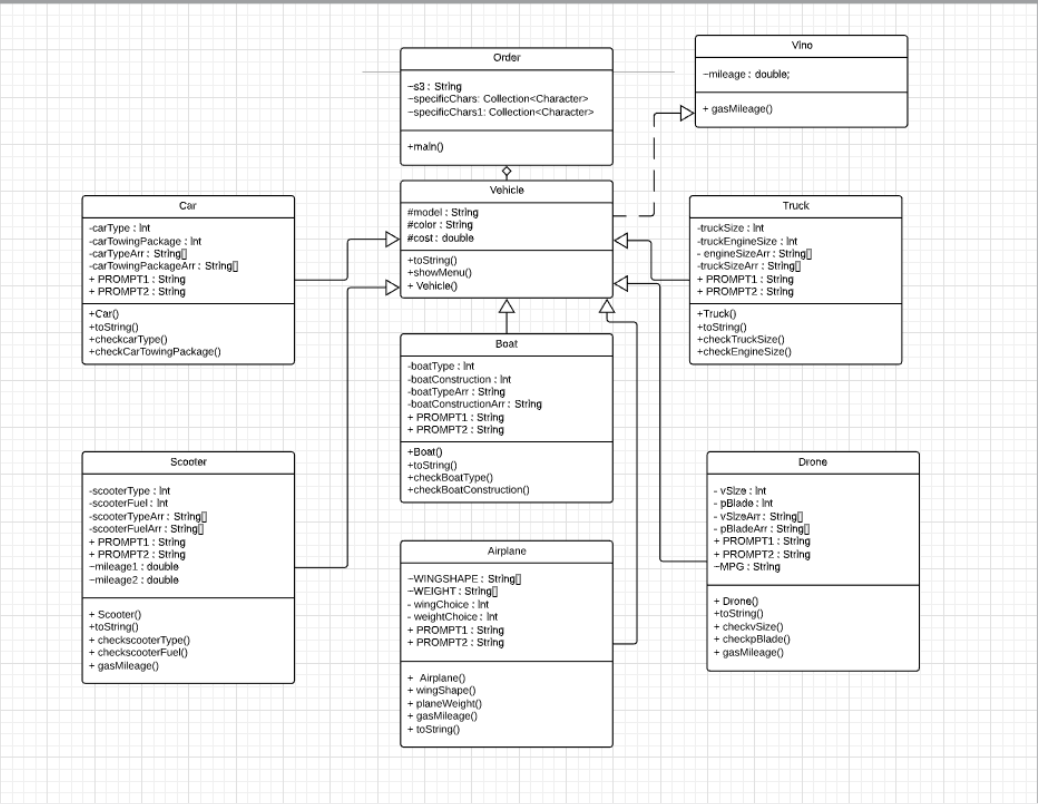 Order
~s3 : String
~specificChars: Collection<Character>
~specificChars1: Collection<Character>
+main()
Vino
~mileage : double;
+ gasMileage()
Vehicle
#model : String
#color : String
#cost : double
+toString()
+showMenu()
+ Vehicle()
Car
-carType : Int
-carTowingPackage : Int
-carTypeArr : String[]
-carTowingPackageArr : String[]
+ PROMPT1 : String
+ PROMPT2 : String
+Car()
+toString()
+checkcarType()
+checkCarTowingPackage()
Truck
-truckSize : Int
-truckEngineSize : Int
- engineSizeArr : String[]
-truckSizeArr : String[]
+ PROMPT1 : String
+ PROMPT2 : String
+Truck()
+toString()
+checkTruckSize()
+checkEngineSize()
Boat
-boatType : Int
-boatConstruction : Int
-boatTypeArr : String
-boatConstructionArr : String
+ PROMPT1 : String
+ PROMPT2 : String
+Boat()
+toString()
+checkBoatType()
+checkBoatConstruction()
Scooter
-scooterType : Int
-scooterFuel : Int
-scooterTypeArr : String[]
-scooterFuelArr : String[]
+ PROMPT1 : String
+ PROMPT2 : String
~mileage1 : double
~mileage2 : double
+ Scooter()
+toString()
+ checkscooterType()
+ checkscooterFuel()
+ gasMileage()
Airplane
~WINGSHAPE : String[]
~WEIGHT : String[]
- wingChoice : Int
- weightChoice : Int
+ PROMPT1 : String
+ PROMPT2 : String
+ Airplane()
+ wingShape()
+ planeWeight()
+ gasMileage()
+ toString()
Drone
- vSize : Int
- pBlade : Int
- vSizeArr : String[]
- pBladeArr : String[]
+ PROMPT1 : String
+ PROMPT2 : String
~MPG : String
+ Drone()
+toString()
+ checkvSize()
+ checkpBlade()
+ gasMileage()